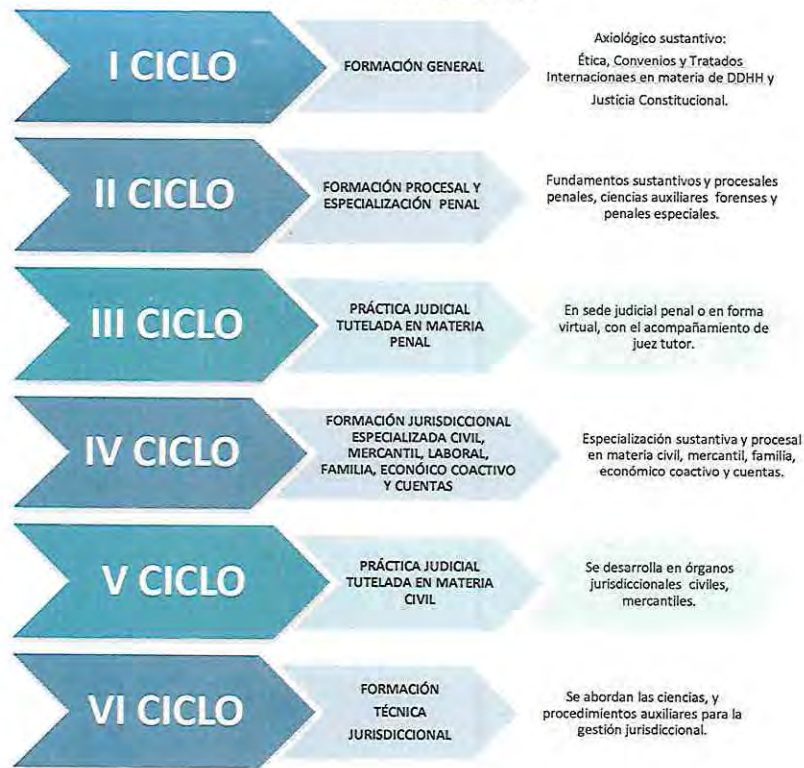 I CICLO
FORMACIÓN GENERAL
Axiológico sustantivo:
Ética, Convenios y Tratados
Internacionaes en materia de DDHH y
Justicia Constitucional.
II CICLO
FORMACIÓN PROCESAL Y
ESPECIALIZACIÓN PENAL
Fundamentos sustantivos y procesales
penales, ciencias auxiliares forenses y
penales especiales.
III CICLO
PRÁCTICA JUDICIAL
TUTELADA EN MATERIA
PENAL
En sede judicial penal o en forma
virtual, con el acompañamiento de
juez tutor.
IV CICLO
FORMACIÓN JURISDICCIONAL
ESPECIALIZADA CIVIL,
MERCANTIL, LABORAL,
FAMILIA, ECONÓICO COACTIVO
Y CUENTAS
Especialización sustantiva y procesal
en materia civil, mercantil, familia,
económico coactivo y cuentas.
V CICLO
PRÁCTICA JUDICIAL
TUTELADA EN MATERIA
CIVIL
Se desarrolla en órganos
jurisdiccionales civiles,
mercantiles.
VI CICLO
FORMACIÓN
TÉCNICA
JURISDICCIONAL
Se abordan las ciencias, y
procedimientos auxiliares para la
gestión jurisdiccional.